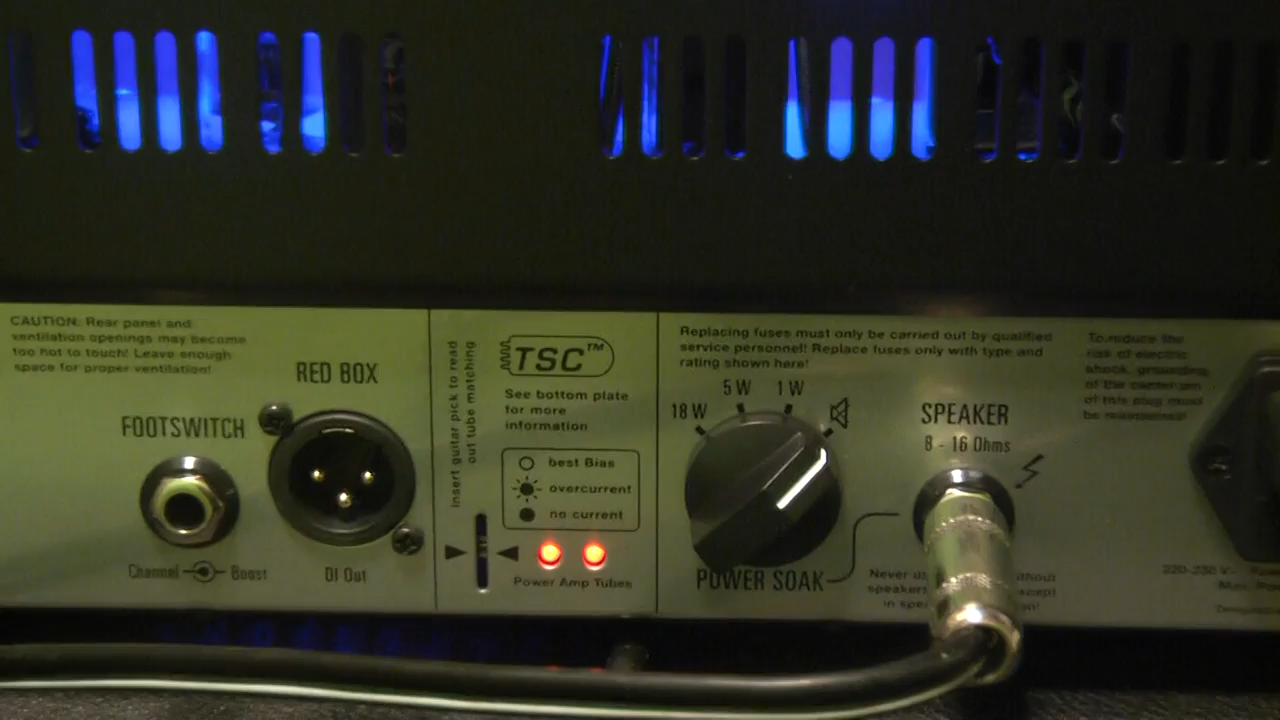 CAUTION: Rear panel and
ventilation openings may become
too hot to touch! Leave enough
space for proper ventilation!
RED BOX
FOOTSWITCH
Channel
Boost
DI Out
insert guitar pick to read
out tube matching
TSC™
See bottom plate
for more
information
best Bias
overcurrent
no current
Power Amp Tubes
Replacing fuses must only be carried out by qualified
service personnel! Replace fuses only with type and
rating shown here!
5 W
1 W
18 W
POWER SOAK
SPEAKER
8 - 16 Ohms
Never
speakers
in
To reduce the
risk of electric
shock, grounding
of the center pin
of this plug must
be maintained!
220-230 V